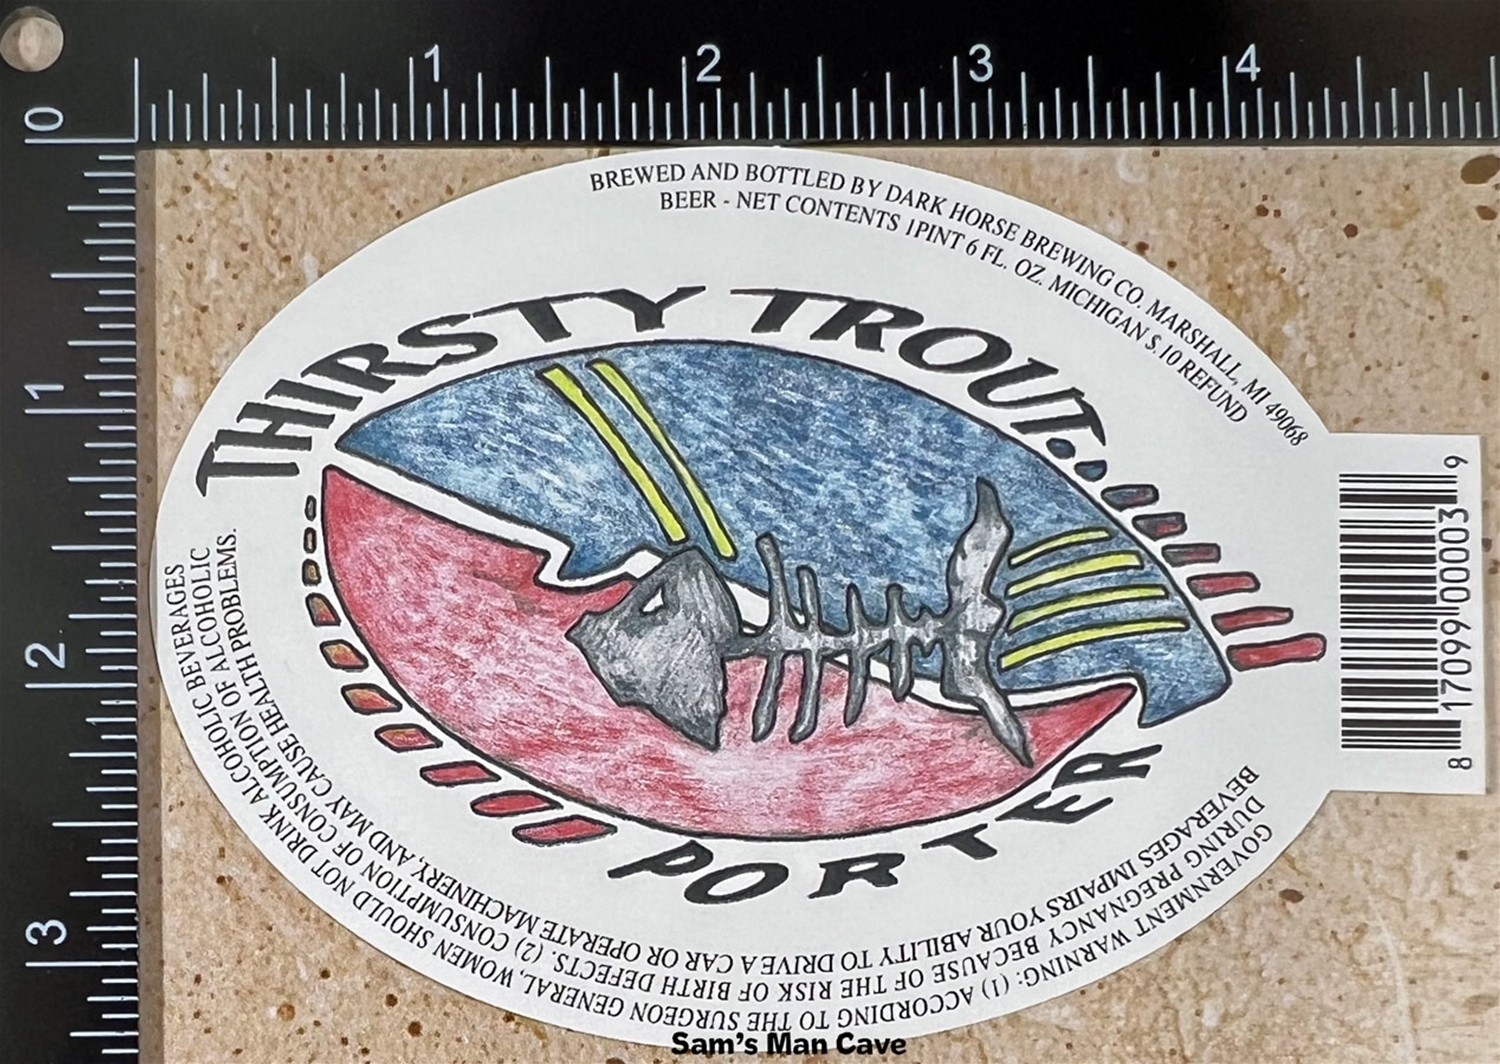 0 1 2 3 4
1
2
3
BREWED AND BOTTLED BY DARK HORSE BREWING CO. MARSHALL, MI 49068
BEER - NET CONTENTS 1PINT 6 FL. OZ. MICHIGAN $.10 REFUND
THIRSTY TROUT...
PORTER
GOVERNMENT WARNING: (1) ACCORDING TO THE SURGEON GENERAL, WOMEN SHOULD NOT DRINK ALCOHOLIC BEVERAGES
DURING PREGNANCY BECAUSE OF THE RISK OF BIRTH DEFECTS. (2) CONSUMPTION OF CONSUMPTION OF ALCOHOLIC
BEVERAGES IMPAIRS YOUR ABILITY TO DRIVE A CAR OR OPERATE MACHINERY, AND MAY CAUSE HEALTH PROBLEMS.
8 17099 00003 9
Sam's Man Cave